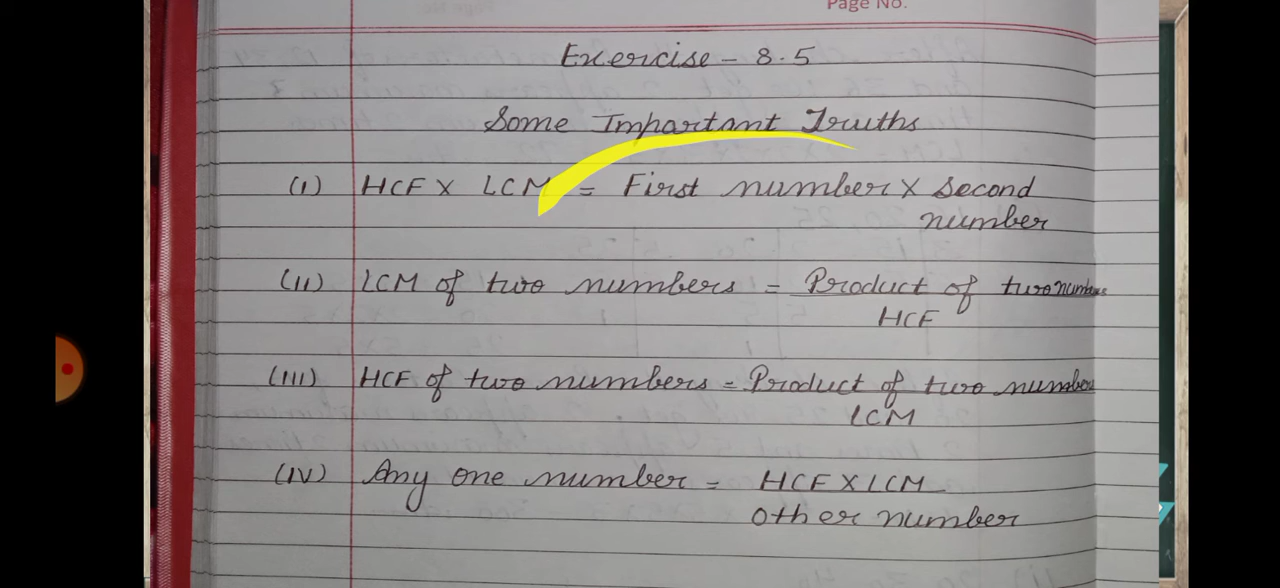 Page No.
Exercise - 8.5
Some Important Truths
(I) HCF X LCM = First number X Second
number
(II) LCM of two numbers = Product of two numbers
HCF
(III) HCF of two numbers = Product of two numbers
LCM
(IV) Any one number = HCF X LCM
Other number